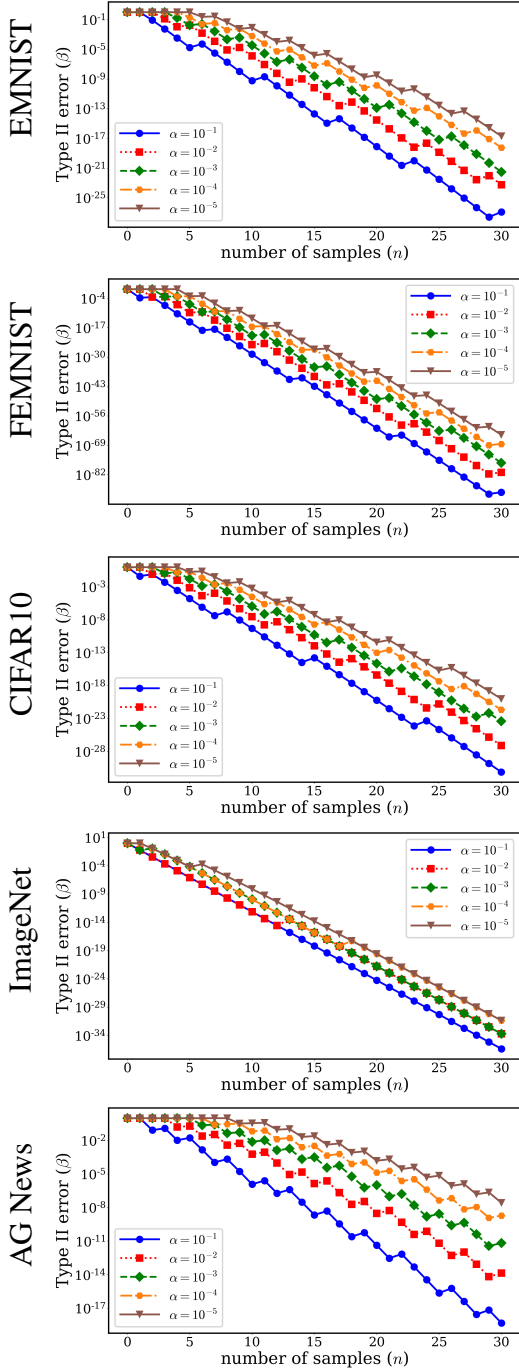 EMNIST
Type II error (β)
10⁻¹
10⁻⁵
10⁻⁹
10⁻¹³
10⁻¹⁷
10⁻²¹
10⁻²⁵
α = 10⁻¹
α = 10⁻²
α = 10⁻³
α = 10⁻⁴
α = 10⁻⁵
0 5 10 15 20 25 30
number of samples (n)
FEMNIST
Type II error (β)
10⁻⁴
10⁻¹⁷
10⁻³⁰
10⁻⁴³
10⁻⁵⁶
10⁻⁶⁹
10⁻⁸²
α = 10⁻¹
α = 10⁻²
α = 10⁻³
α = 10⁻⁴
α = 10⁻⁵
0 5 10 15 20 25 30
number of samples (n)
CIFAR10
Type II error (β)
10⁻³
10⁻⁸
10⁻¹³
10⁻¹⁸
10⁻²³
10⁻²⁸
α = 10⁻¹
α = 10⁻²
α = 10⁻³
α = 10⁻⁴
α = 10⁻⁵
0 5 10 15 20 25 30
number of samples (n)
ImageNet
Type II error (β)
10¹
10⁻⁴
10⁻⁹
10⁻¹⁴
10⁻¹⁹
10⁻²⁴
10⁻²⁹
10⁻³⁴
α = 10⁻¹
α = 10⁻²
α = 10⁻³
α = 10⁻⁴
α = 10⁻⁵
0 5 10 15 20 25 30
number of samples (n)
AG News
Type II error (β)
10⁻²
10⁻⁵
10⁻⁸
10⁻¹¹
10⁻¹⁴
10⁻¹⁷
α = 10⁻¹
α = 10⁻²
α = 10⁻³
α = 10⁻⁴
α = 10⁻⁵
0 5 10 15 20 25 30
number of samples (n)